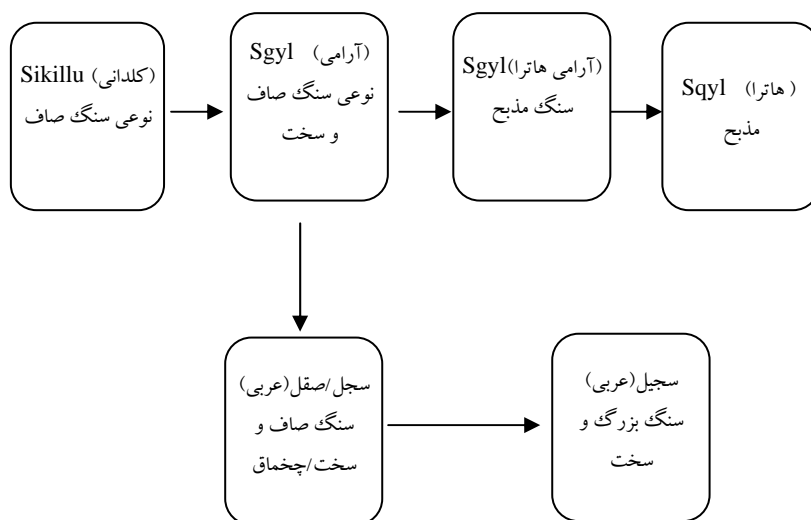 Sikillu (کلدانی)
نوعی سنگ صاف
Sgyl (آرامی)
نوعی سنگ صاف
و سخت
Sgyl(آرامی هاترا)
سنگ مذبح
Sqyl (هاترا)
مذبح
سجل/صقل(عربی)
سنگ صاف و
سخت/چخماق
سجیل(عربی)
سنگ بزرگ و
سخت